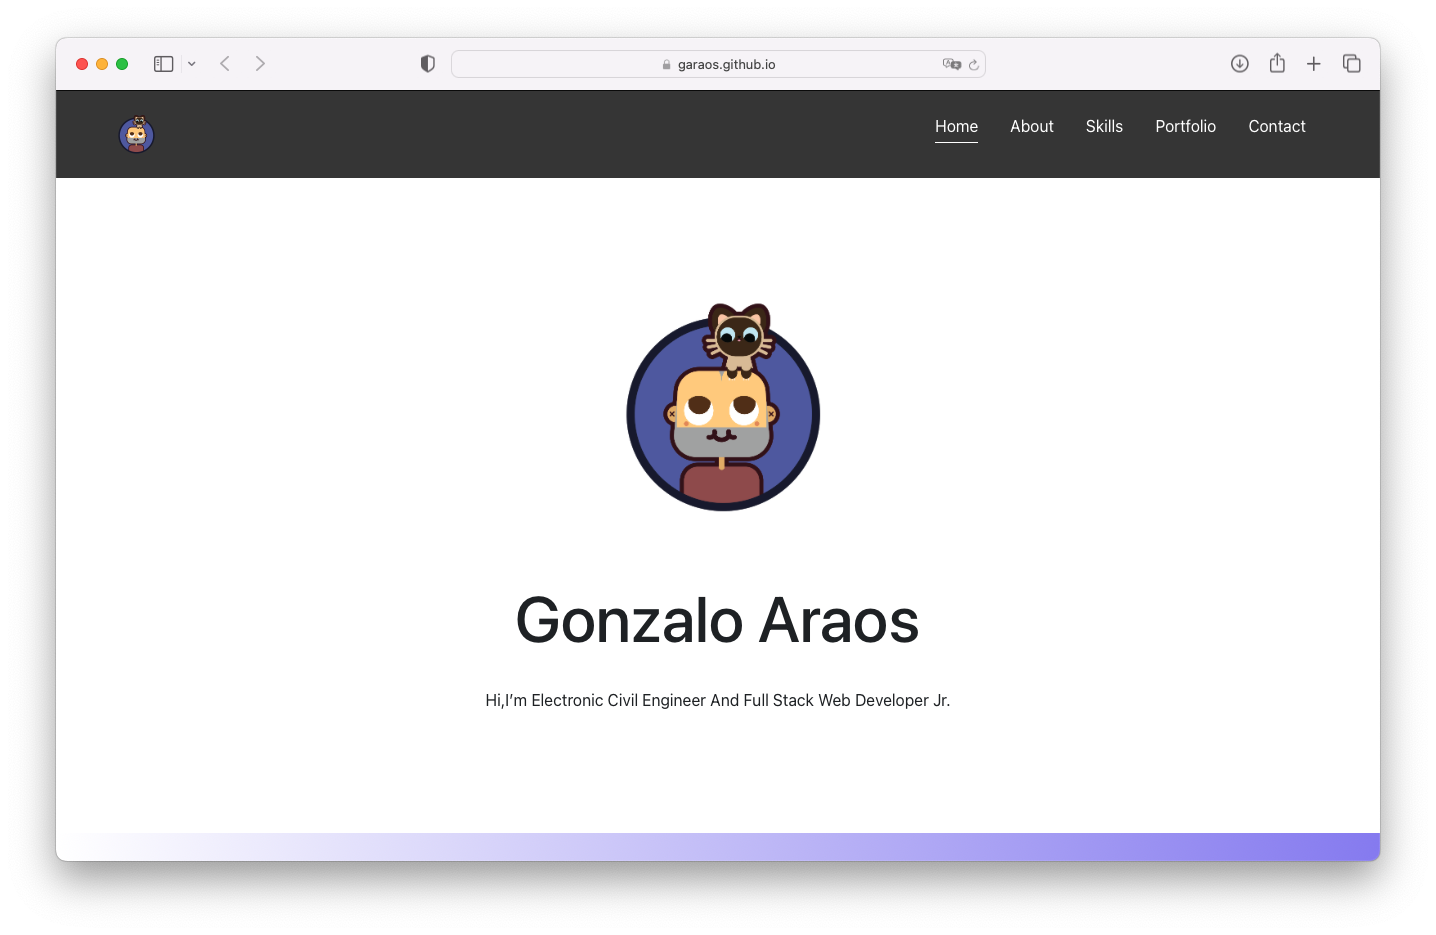 garaos.github.io
Home About Skills Portfolio Contact
Gonzalo Araos
Hi,I’m Electronic Civil Engineer And Full Stack Web Developer Jr.